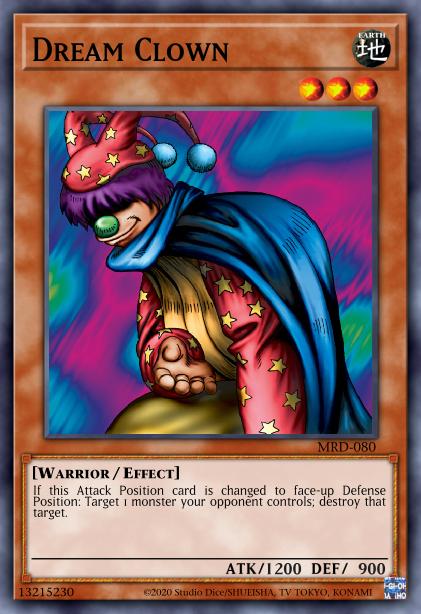 Dream Clown
EARTH
地
MRD-080
[Warrior / Effect]
If this Attack Position card is changed to face-up Defense
Position: Target 1 monster your opponent controls; destroy that
target.
ATK/1200 DEF/ 900
13215230
©2020 Studio Dice/SHUEISHA, TV TOKYO, KONAMI